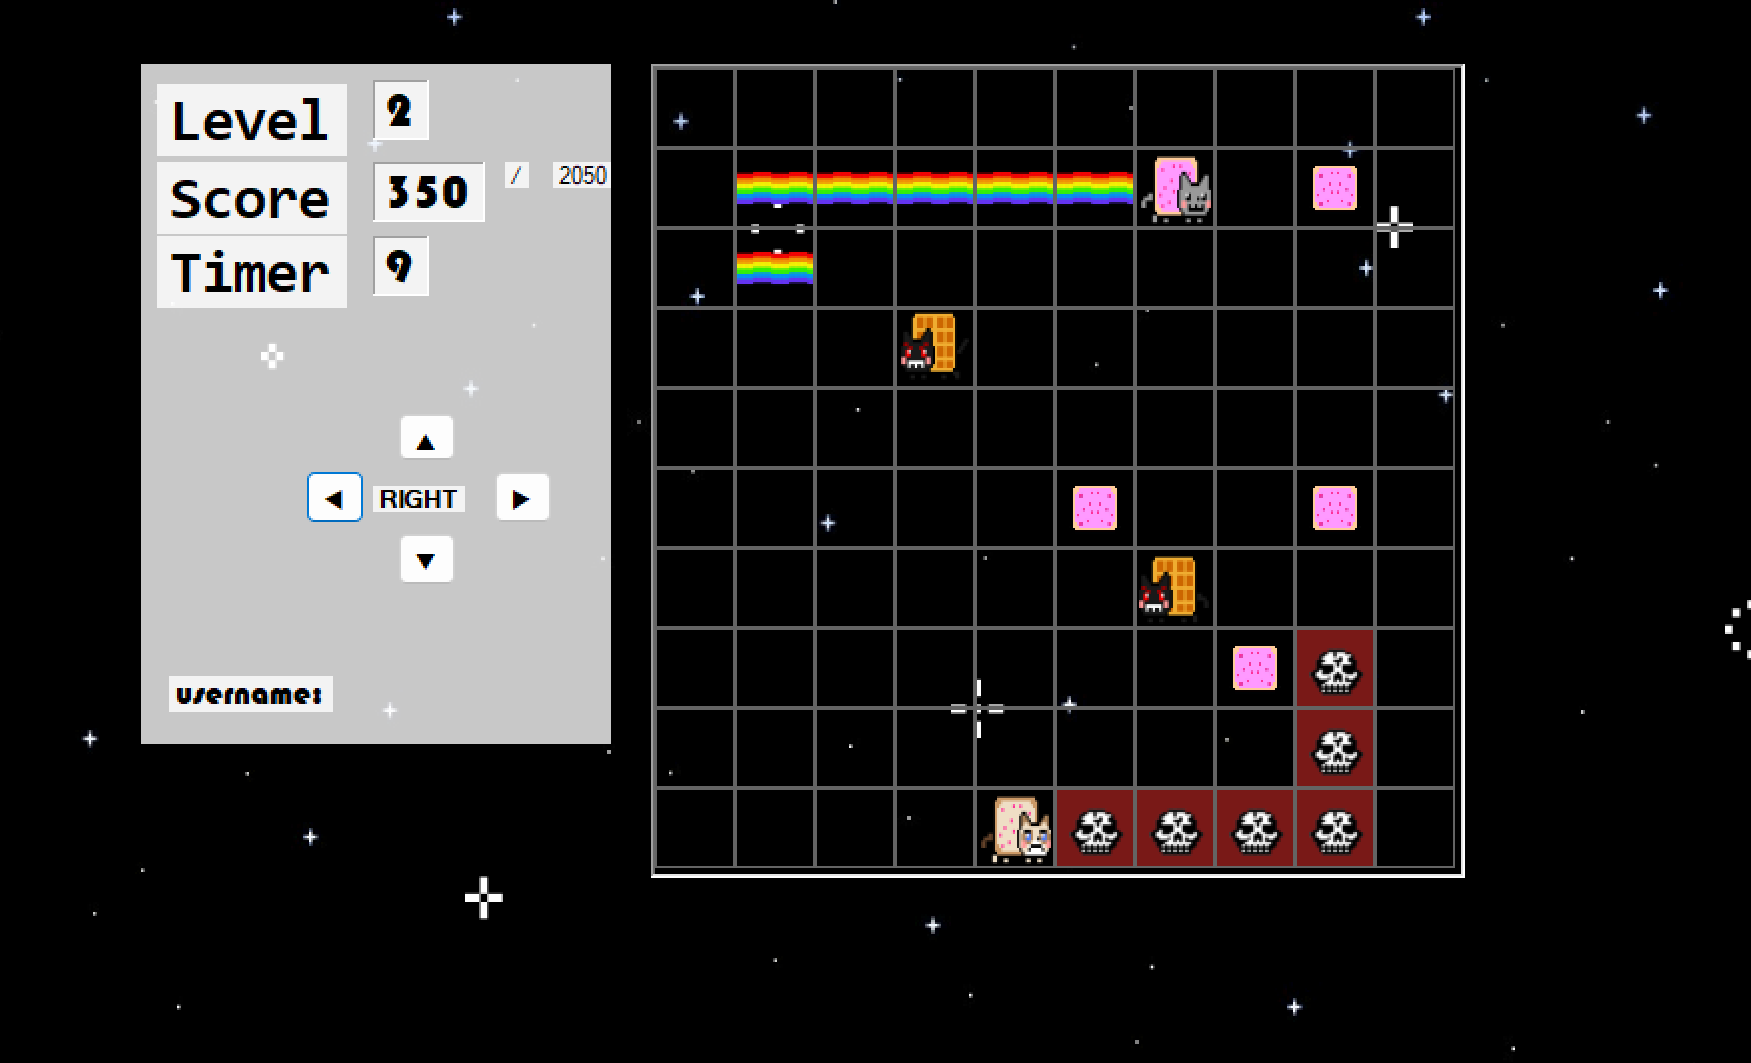 Level 2
Score 350 / 2050
Timer 9
▲
◄ RIGHT ►
▼
username: